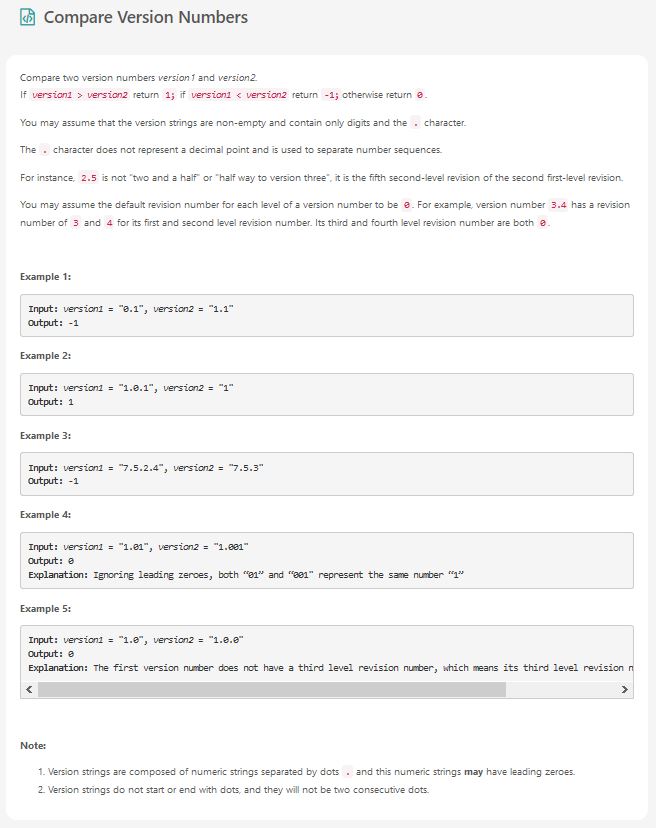 Compare Version Numbers
Compare two version numbers version1 and version2.
If version1 > version2 return 1; if version1 < version2 return -1; otherwise return 0.
You may assume that the version strings are non-empty and contain only digits and the . character.
The . character does not represent a decimal point and is used to separate number sequences.
For instance, 2.5 is not "two and a half" or "half way to version three", it is the fifth second-level revision of the second first-level revision.
You may assume the default revision number for each level of a version number to be 0. For example, version number 3.4 has a revision
number of 3 and 4 for its first and second level revision number. Its third and fourth level revision number are both 0.
Example 1:
Input: version1 = "0.1", version2 = "1.1"
Output: -1
Example 2:
Input: version1 = "1.0.1", version2 = "1"
Output: 1
Example 3:
Input: version1 = "7.5.2.4", version2 = "7.5.3"
Output: -1
Example 4:
Input: version1 = "1.01", version2 = "1.001"
Output: 0
Explanation: Ignoring leading zeroes, both “01” and “001" represent the same number “1”
Example 5:
Input: version1 = "1.0", version2 = "1.0.0"
Output: 0
Explanation: The first version number does not have a third level revision number, which means its third level revision n
Note:
1. Version strings are composed of numeric strings separated by dots . and this numeric strings may have leading zeroes.
2. Version strings do not start or end with dots, and they will not be two consecutive dots.